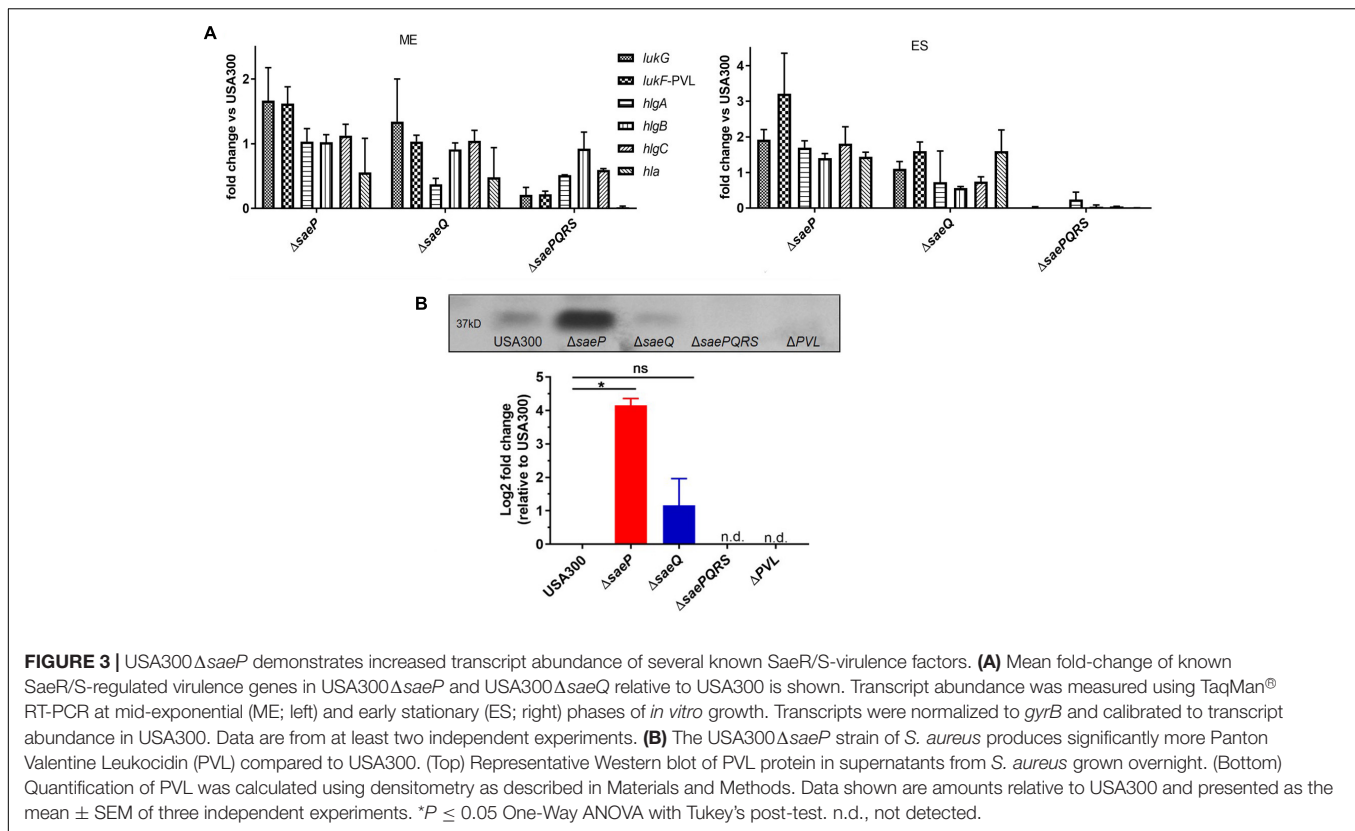 A
ME
fold change vs USA300
2
1
0
ΔsaeP
ΔsaeQ
ΔsaePQRS
lukG
lukF-PVL
hlgA
hlgB
hlgC
hla
ES
fold change vs USA300
4
3
2
1
0
ΔsaeP
ΔsaeQ
ΔsaePQRS
B
37kD
USA300 ΔsaeP ΔsaeQ ΔsaePQRS ΔPVL
ns
*
Log2 fold change
(relative to USA300)
5
4
3
2
1
0
n.d.
n.d.
USA300
ΔsaeP
ΔsaeQ
ΔsaePQRS
ΔPVL
FIGURE 3 | USA300ΔsaeP demonstrates increased transcript abundance of several known SaeR/S-virulence factors. (A) Mean fold-change of known
SaeR/S-regulated virulence genes in USA300ΔsaeP and USA300ΔsaeQ relative to USA300 is shown. Transcript abundance was measured using TaqMan®
RT-PCR at mid-exponential (ME; left) and early stationary (ES; right) phases of in vitro growth. Transcripts were normalized to gyrB and calibrated to transcript
abundance in USA300. Data are from at least two independent experiments. (B) The USA300ΔsaeP strain of S. aureus produces significantly more Panton
Valentine Leukocidin (PVL) compared to USA300. (Top) Representative Western blot of PVL protein in supernatants from S. aureus grown overnight. (Bottom)
Quantification of PVL was calculated using densitometry as described in Materials and Methods. Data shown are amounts relative to USA300 and presented as the
mean ± SEM of three independent experiments. *P ≤ 0.05 One-Way ANOVA with Tukey's post-test. n.d., not detected.